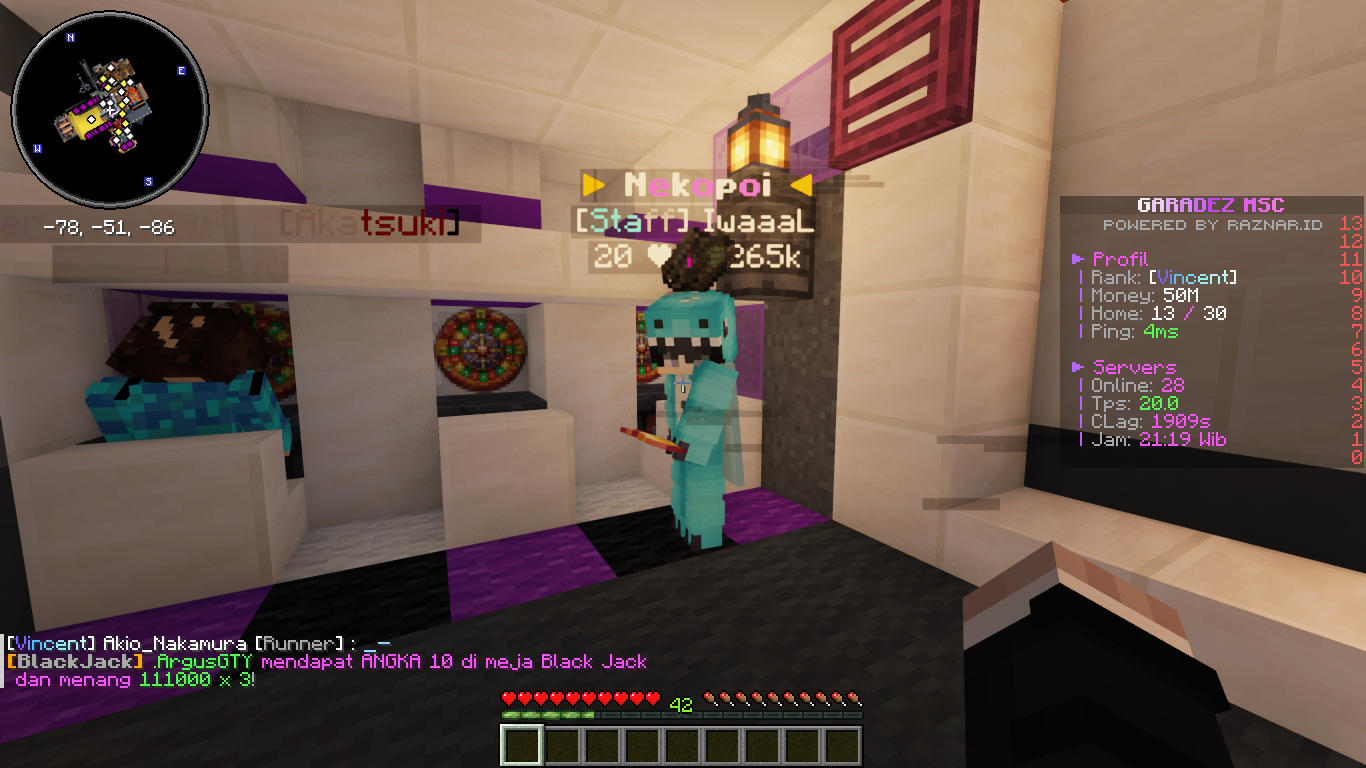 N
E
W
S
-78, -51, -86
[Akatsuki]
▶ Nekopoi ◀
[Staff] IwaaaL
20 ❤ 265k
GARADEZ MSC
POWERED BY RAZNAR.ID 13
12
▶ Profil 11
| Rank: [Vincent] 10
| Money: 50M 9
| Home: 13 / 30 8
| Ping: 4ms 7
6
▶ Servers 5
| Online: 28 4
| Tps: 20.0 3
| CLag: 1909s 2
| Jam: 21:19 Wib 1
0
[Vincent] Akio_Nakamura [Runner] : _-
[BlackJack] .ArgusGTY mendapat ANGKA 10 di meja Black Jack
dan menang 111000 x 3!
42